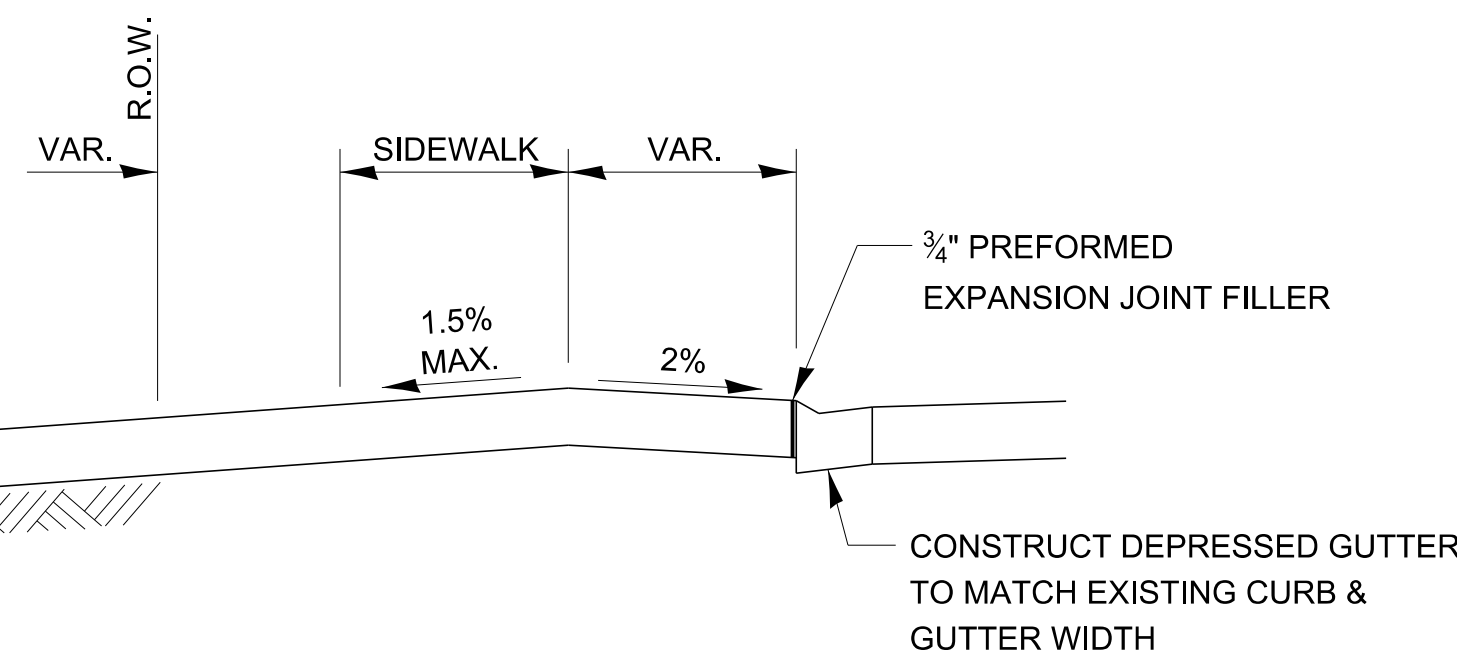 R.O.W.
VAR.
SIDEWALK
VAR.
¾" PREFORMED
EXPANSION JOINT FILLER
1.5%
MAX.
2%
CONSTRUCT DEPRESSED GUTTER
TO MATCH EXISTING CURB &
GUTTER WIDTH